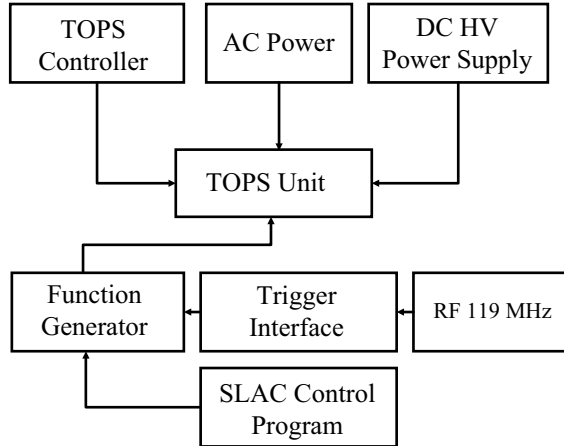 TOPS
Controller
AC Power
DC HV
Power Supply
TOPS Unit
Function
Generator
Trigger
Interface
RF 119 MHz
SLAC Control
Program